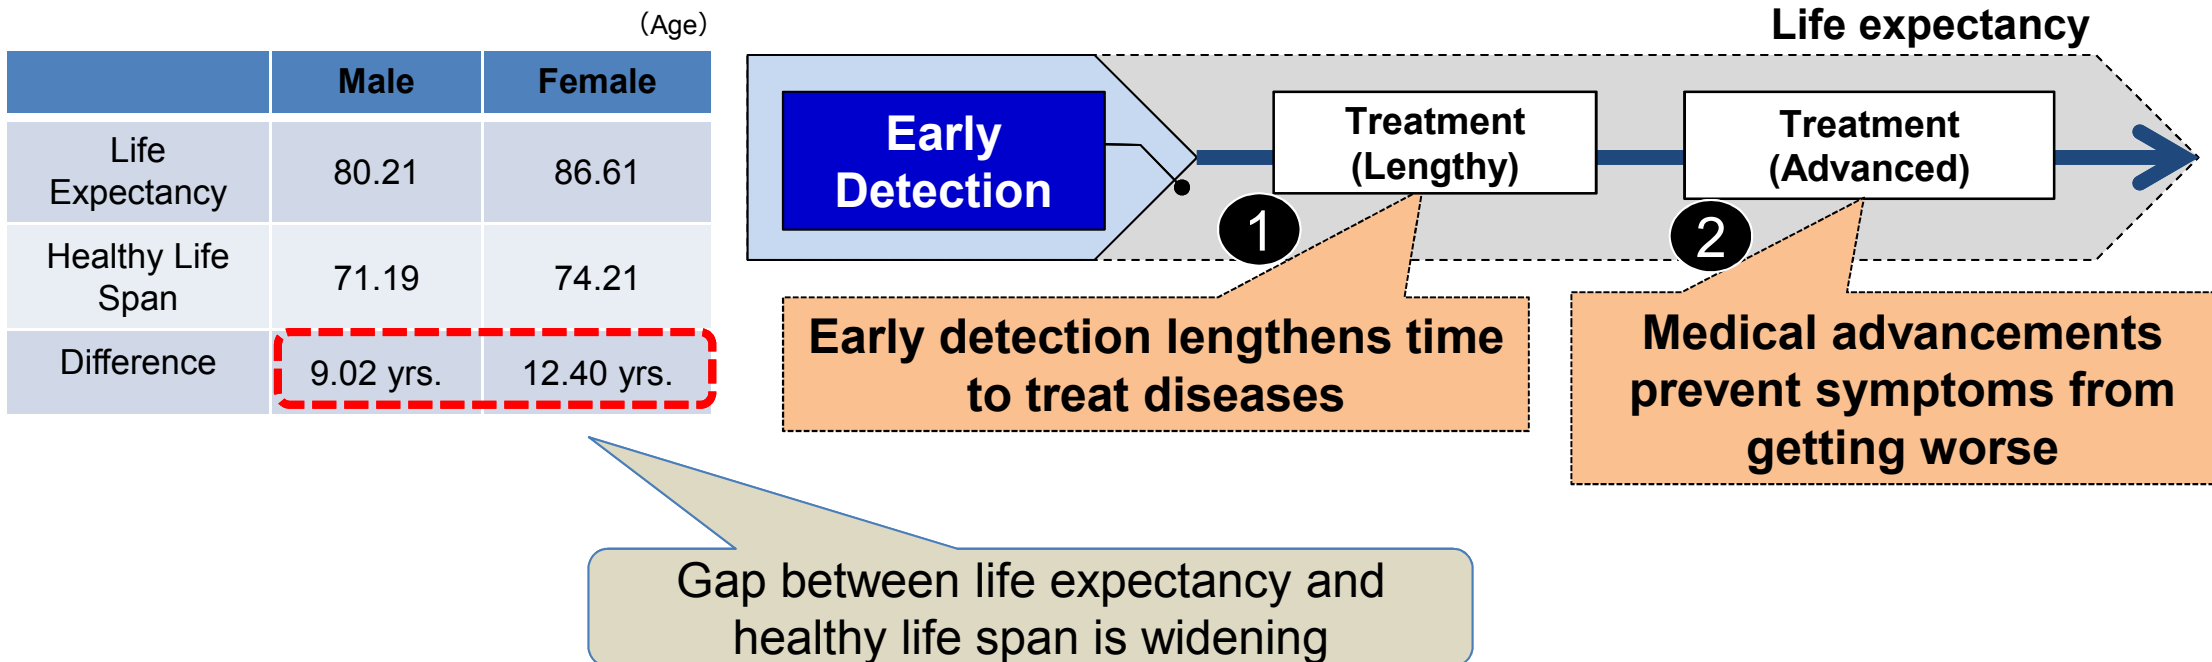 （Age）
Male Female
Life
Expectancy
80.21 86.61
Healthy Life
Span
71.19 74.21
Difference
9.02 yrs. 12.40 yrs.
Life expectancy
Early
Detection
Treatment
(Lengthy)
Treatment
(Advanced)
1
2
Early detection lengthens time
to treat diseases
Medical advancements
prevent symptoms from
getting worse
Gap between life expectancy and
healthy life span is widening